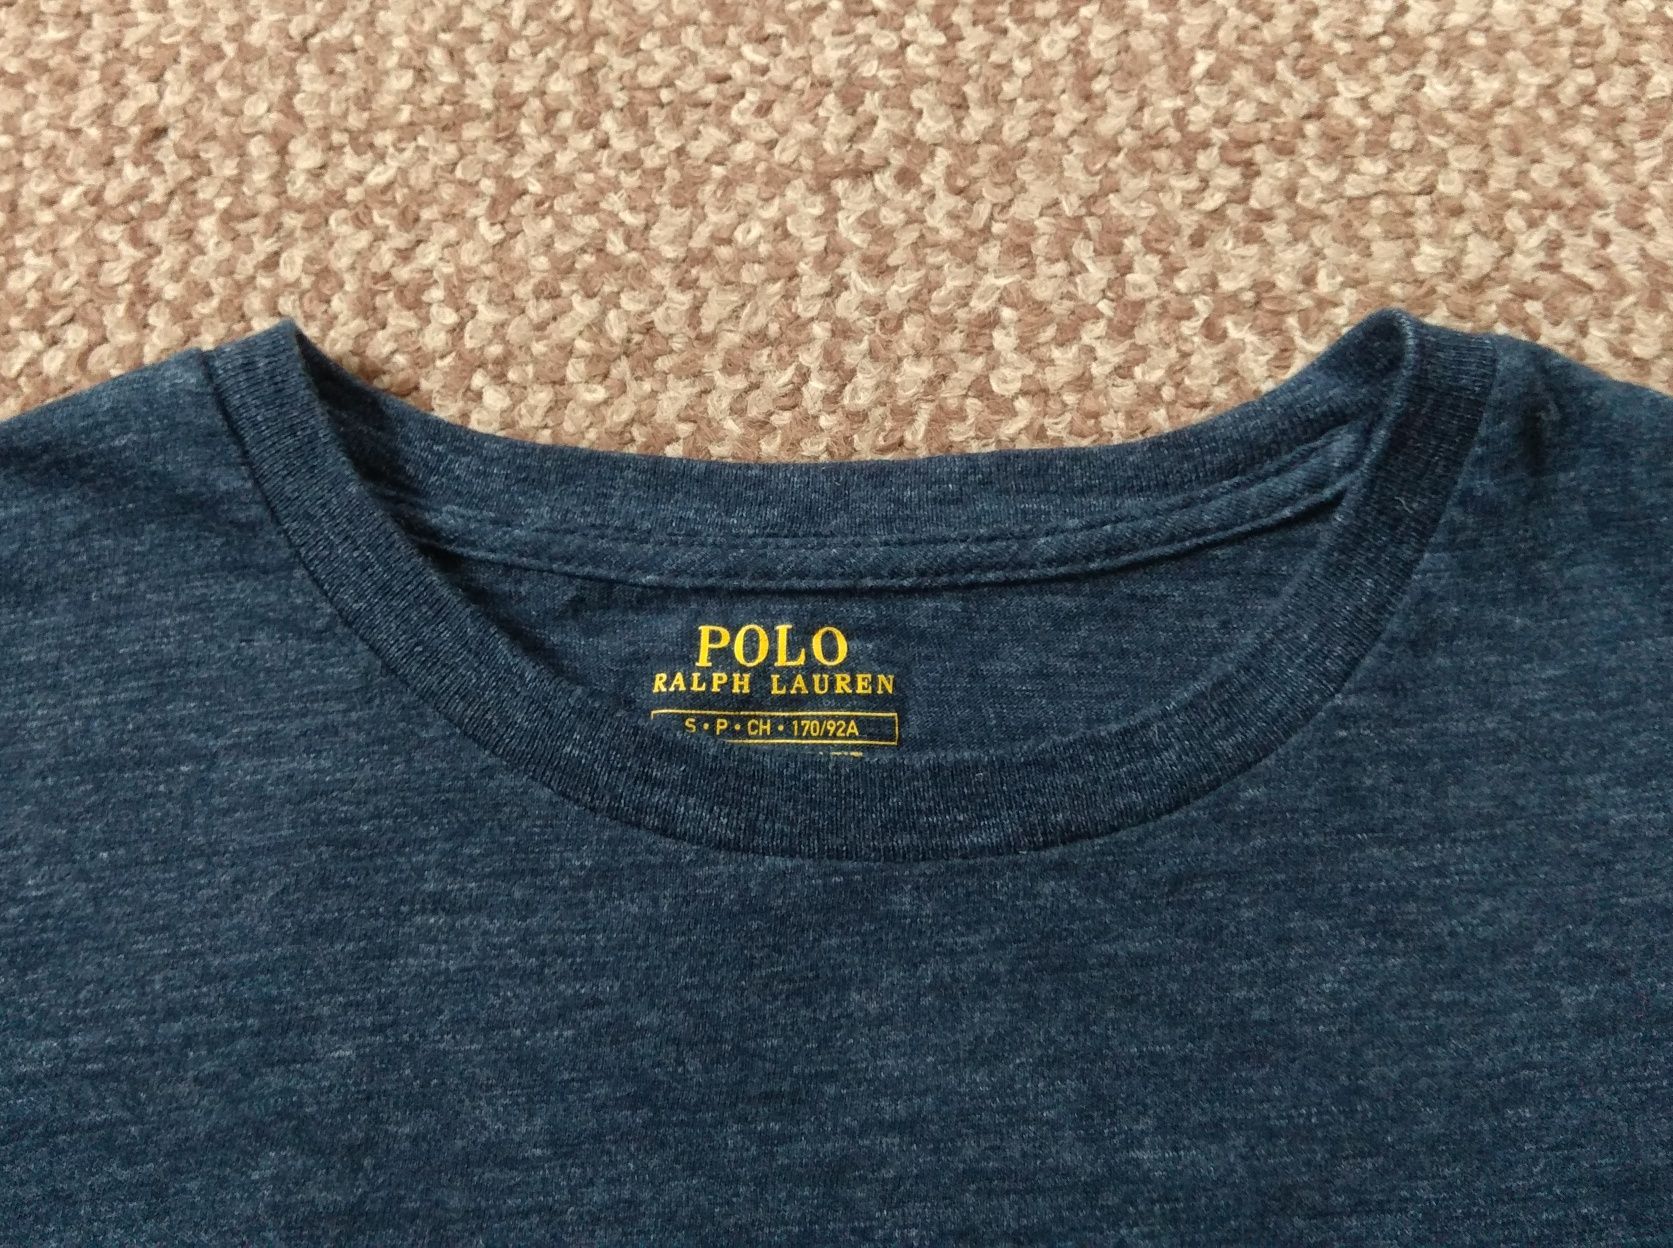 POLO
RALPH LAUREN
S • P • CH • 170/92A